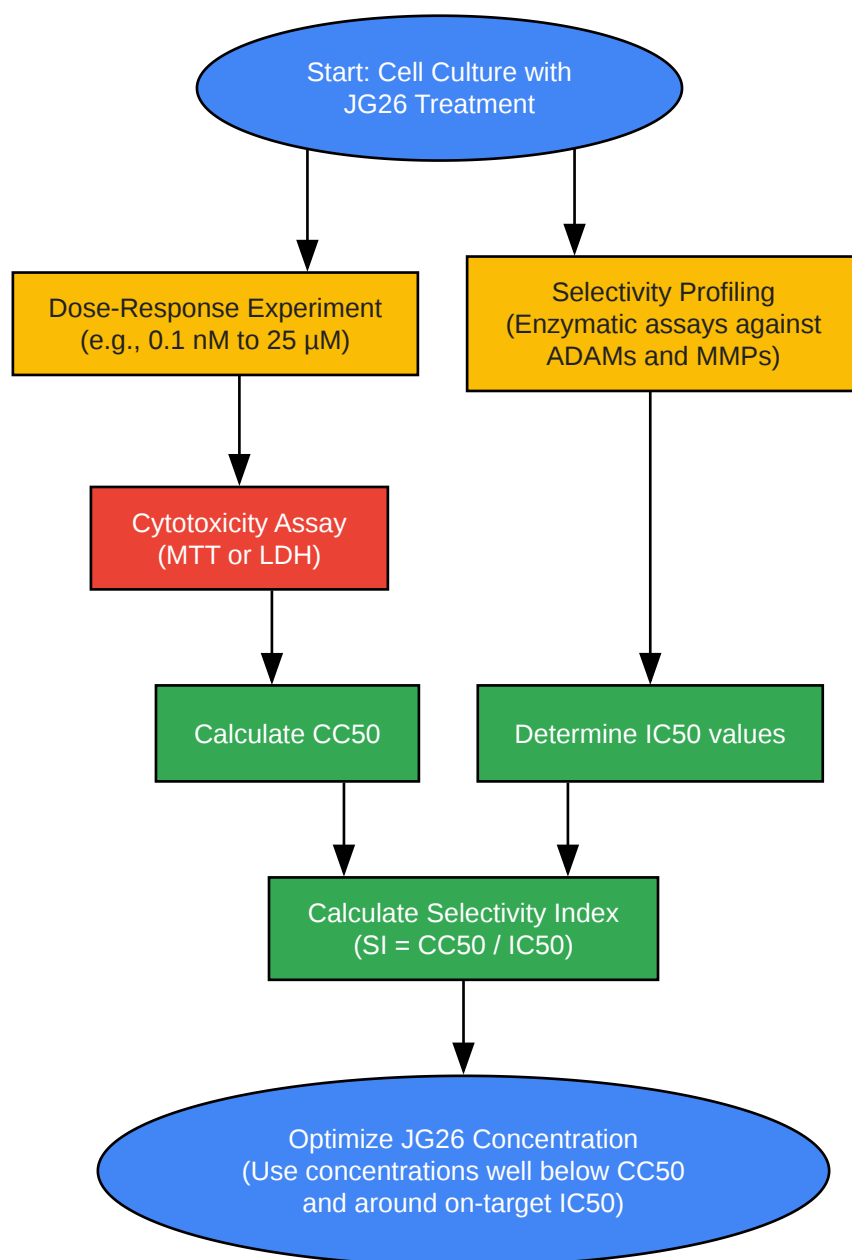 Start: Cell Culture with
JG26 Treatment
Dose-Response Experiment
(e.g., 0.1 nM to 25 µM)
Selectivity Profiling
(Enzymatic assays against
ADAMs and MMPs)
Cytotoxicity Assay
(MTT or LDH)
Calculate CC50
Determine IC50 values
Calculate Selectivity Index
(SI = CC50 / IC50)
Optimize JG26 Concentration
(Use concentrations well below CC50
and around on-target IC50)